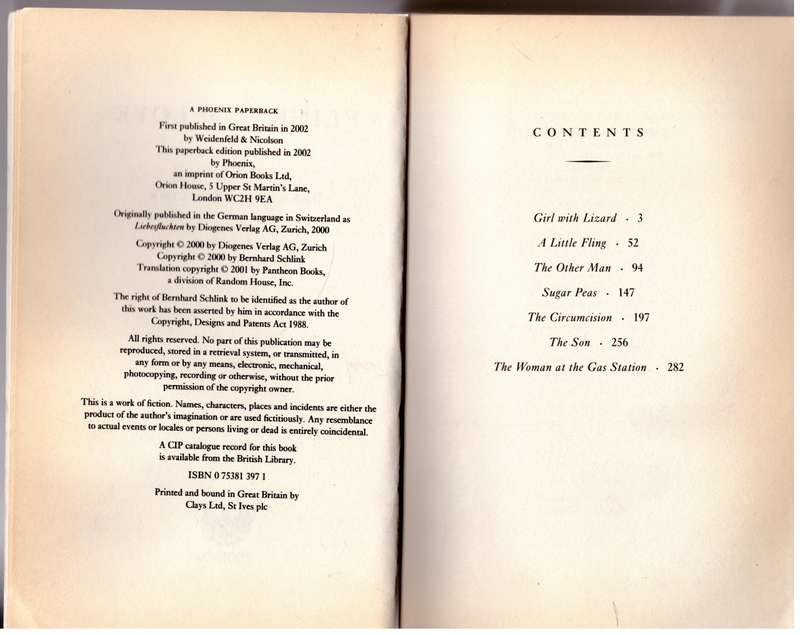 A PHOENIX PAPERBACK
First published in Great Britain in 2002
by Weidenfeld & Nicolson
This paperback edition published in 2002
by Phoenix,
an imprint of Orion Books Ltd,
Orion House, 5 Upper St Martin's Lane,
London WC2H 9EA
Originally published in the German language in Switzerland as
Liebesfluchten by Diogenes Verlag AG, Zurich, 2000
Copyright © 2000 by Diogenes Verlag AG, Zurich
Copyright © 2000 by Bernhard Schlink
Translation copyright © 2001 by Pantheon Books,
a division of Random House, Inc.
The right of Bernhard Schlink to be identified as the author of
this work has been asserted by him in accordance with the
Copyright, Designs and Patents Act 1988.
All rights reserved. No part of this publication may be
reproduced, stored in a retrieval system, or transmitted, in
any form or by any means, electronic, mechanical,
photocopying, recording or otherwise, without the prior
permission of the copyright owner.
This is a work of fiction. Names, characters, places and incidents are either the
product of the author's imagination or are used fictitiously. Any resemblance
to actual events or locales or persons living or dead is entirely coincidental.
A CIP catalogue record for this book
is available from the British Library.
ISBN 0 75381 397 1
Printed and bound in Great Britain by
Clays Ltd, St Ives plc
CONTENTS
Girl with Lizard · 3
A Little Fling · 52
The Other Man · 94
Sugar Peas · 147
The Circumcision · 197
The Son · 256
The Woman at the Gas Station · 282